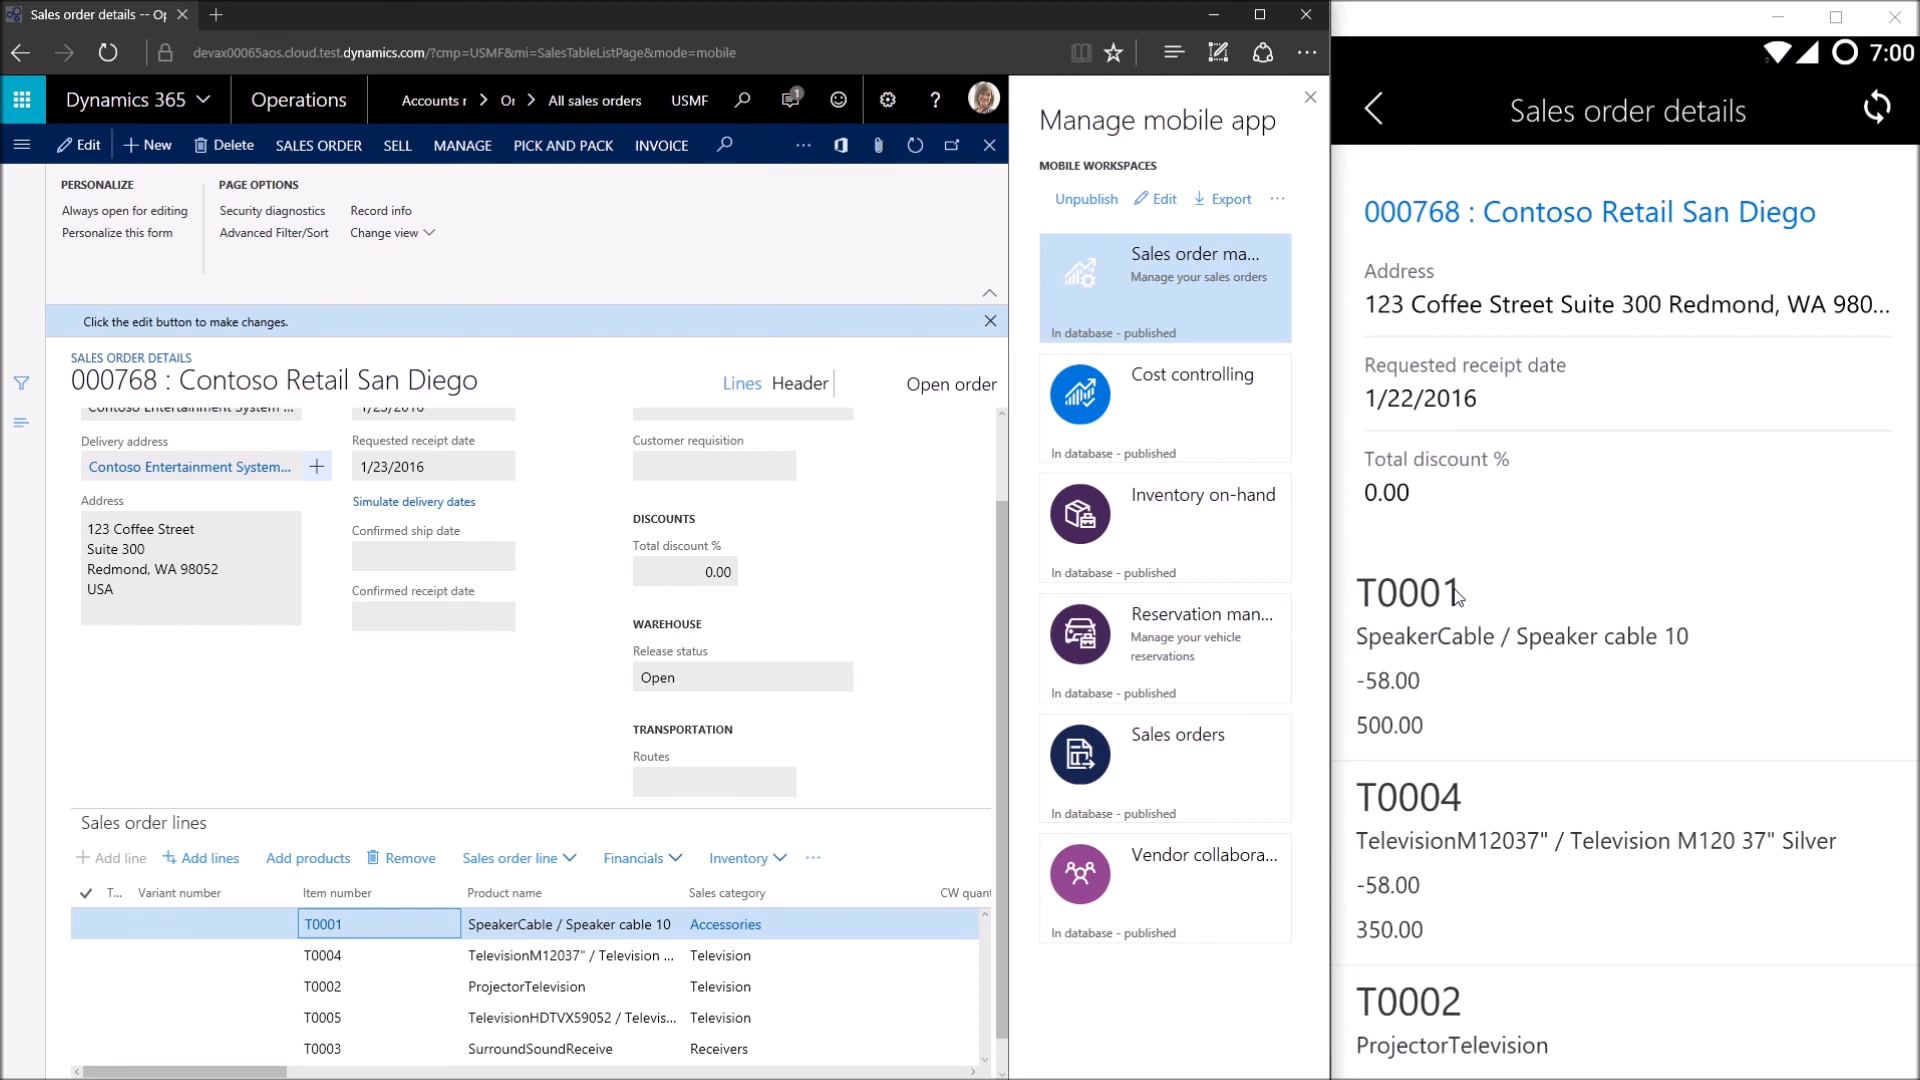 Sales order details -- Op
devax00065aos.cloud.test.dynamics.com/?cmp=USMF&mi=SalesTableListPage&mode=mobile
Dynamics 365
Operations
Accounts r
Or
All sales orders
USMF
1
?
Edit
New
Delete
SALES ORDER
SELL
MANAGE
PICK AND PACK
INVOICE
PERSONALIZE
Always open for editing
Personalize this form
PAGE OPTIONS
Security diagnostics
Advanced Filter/Sort
Record info
Change view
Click the edit button to make changes.
SALES ORDER DETAILS
000768 : Contoso Retail San Diego
Lines
Header
Open order
Contoso Entertainment System ...
1/23/2016
Delivery address
Contoso Entertainment System...
Address
123 Coffee Street
Suite 300
Redmond, WA 98052
USA
Requested receipt date
1/23/2016
Simulate delivery dates
Confirmed ship date
Confirmed receipt date
Customer requisition
DISCOUNTS
Total discount %
0.00
WAREHOUSE
Release status
Open
TRANSPORTATION
Routes
Sales order lines
Add line
Add lines
Add products
Remove
Sales order line
Financials
Inventory
...
T... Variant number Item number Product name Sales category CW quant
T0001 SpeakerCable / Speaker cable 10 Accessories
T0004 TelevisionM12037" / Television ... Television
T0002 ProjectorTelevision Television
T0005 TelevisionHDTVX59052 / Televis... Television
T0003 SurroundSoundReceive Receivers
Manage mobile app
MOBILE WORKSPACES
Unpublish
Edit
Export
...
Sales order ma...
Manage your sales orders
In database - published
Cost controlling
In database - published
Inventory on-hand
In database - published
Reservation man...
Manage your vehicle
reservations
In database - published
Sales orders
In database - published
Vendor collabora...
In database - published
7:00
Sales order details
000768 : Contoso Retail San Diego
Address
123 Coffee Street Suite 300 Redmond, WA 980...
Requested receipt date
1/22/2016
Total discount %
0.00
T0001
SpeakerCable / Speaker cable 10
-58.00
500.00
T0004
TelevisionM12037" / Television M120 37" Silver
-58.00
350.00
T0002
ProjectorTelevision